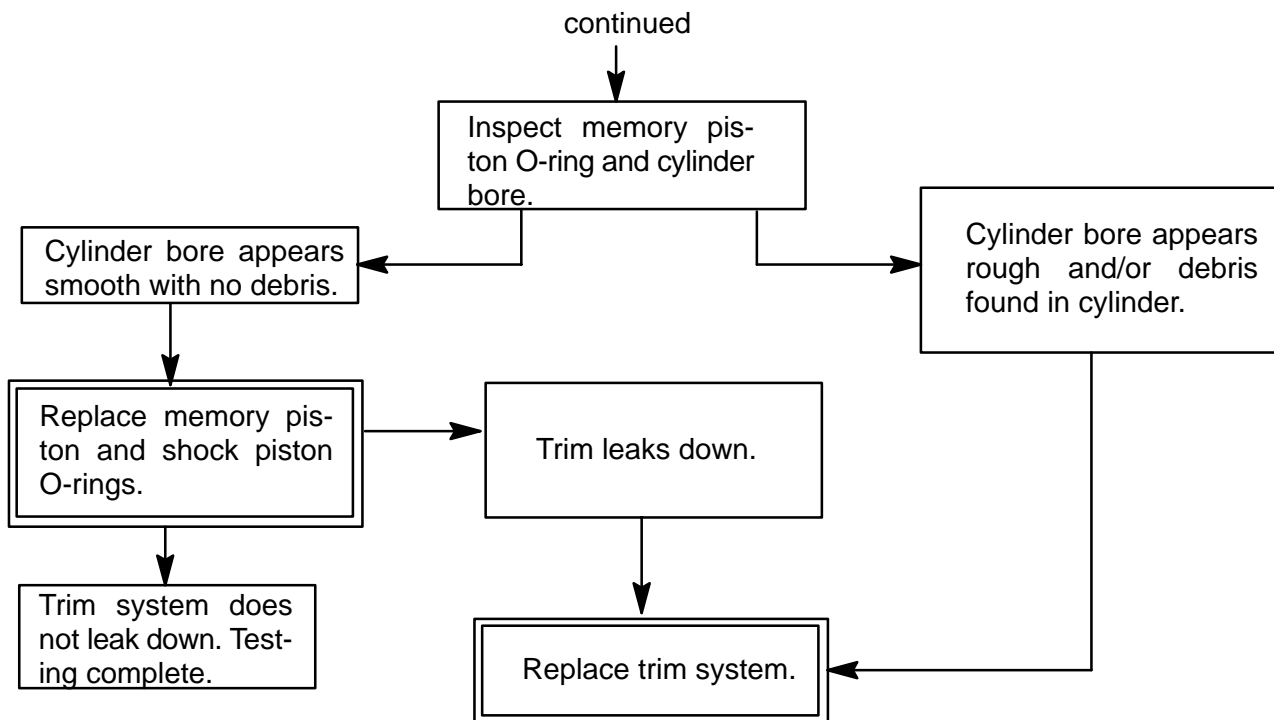 continued
Inspect memory pis-
ton O-ring and cylinder
bore.
Cylinder bore appears
smooth with no debris.
Cylinder bore appears
rough and/or debris
found in cylinder.
Replace memory pis-
ton and shock piston
O-rings.
Trim leaks down.
Trim system does
not leak down. Test-
ing complete.
Replace trim system.